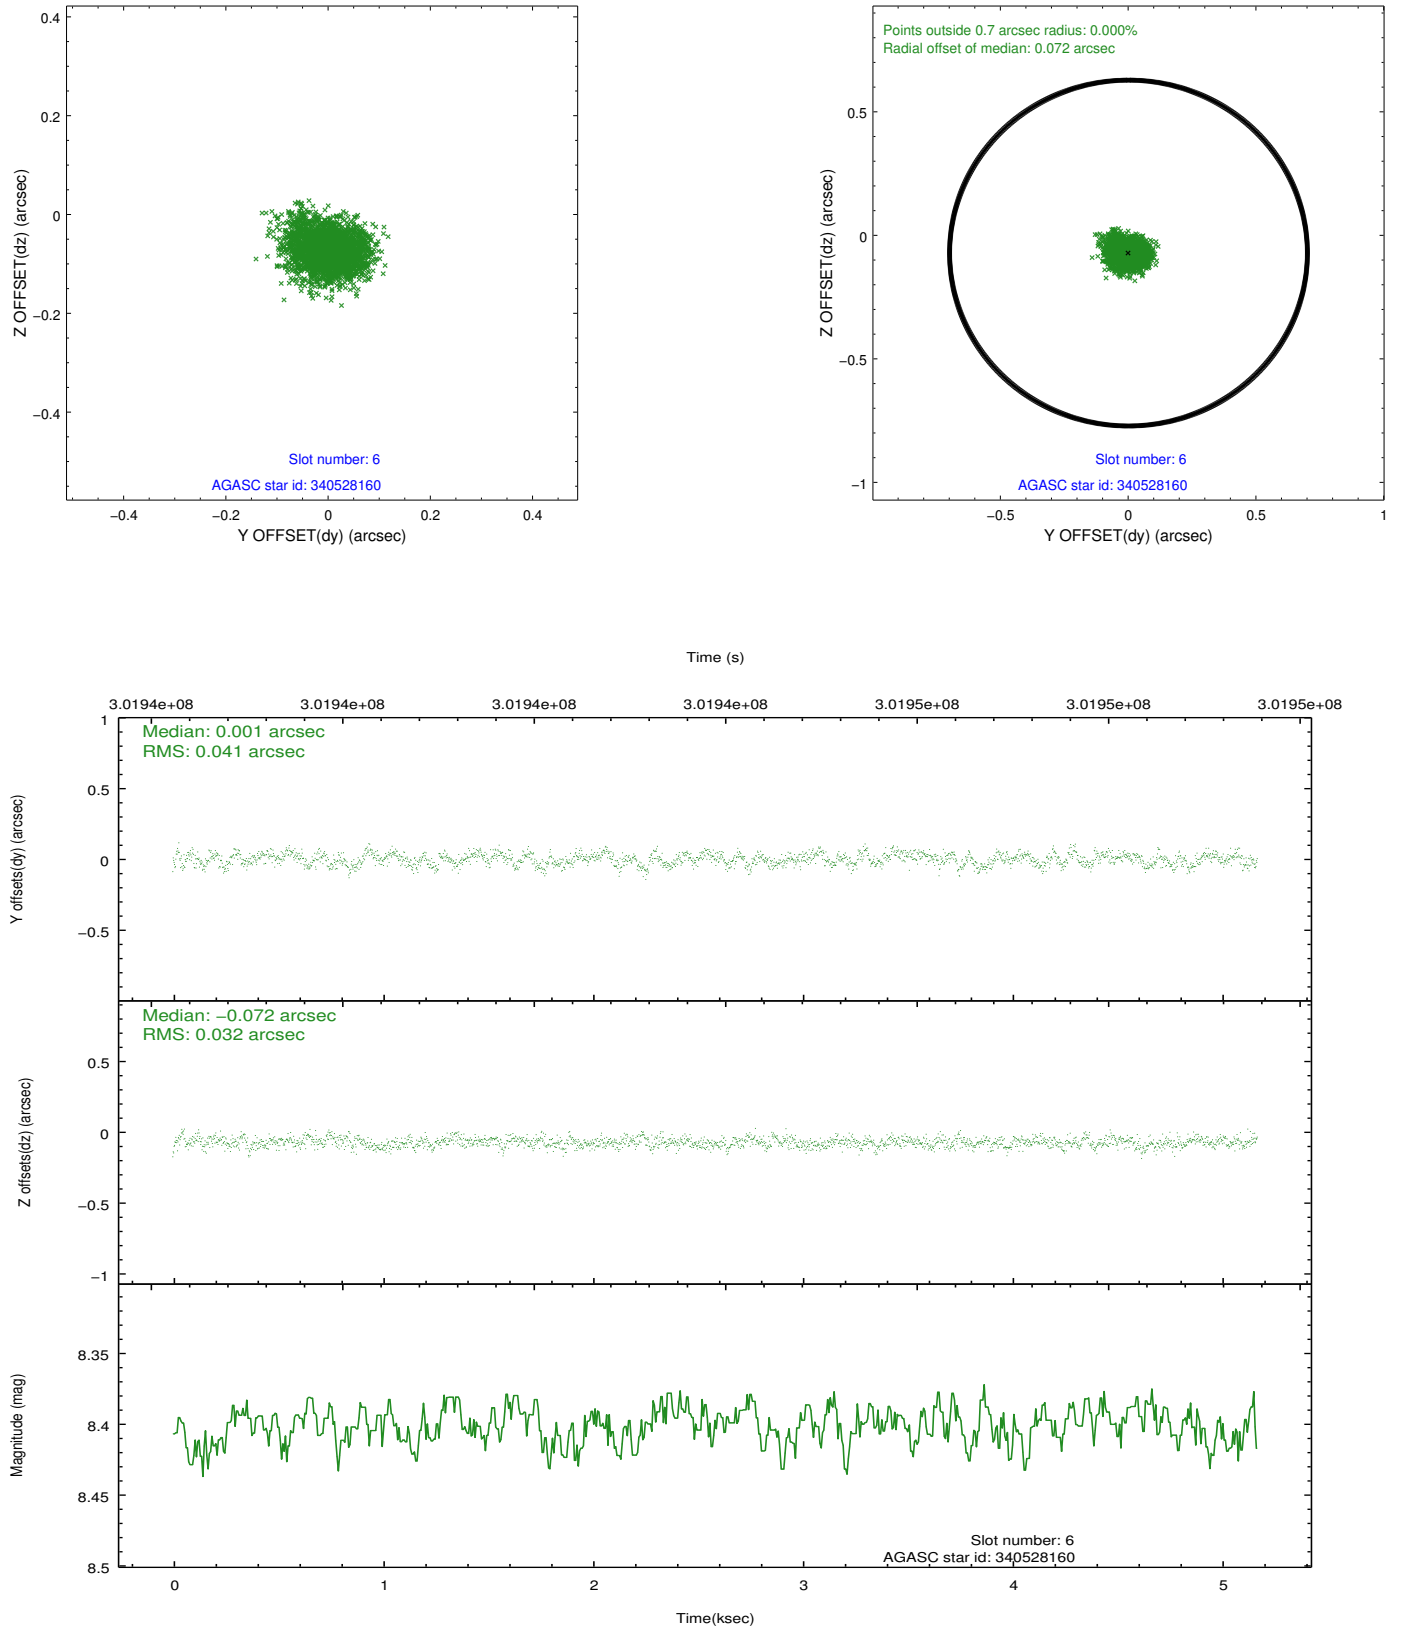 0.4
0.2
0
−0.2
−0.4
Z OFFSET(dz) (arcsec)
Slot number: 6
AGASC star id: 340528160
−0.4 −0.2 0 0.2 0.4
Y OFFSET(dy) (arcsec)
Points outside 0.7 arcsec radius: 0.000%
Radial offset of median: 0.072 arcsec
0.5
0
−0.5
−1
Z OFFSET(dz) (arcsec)
Slot number: 6
AGASC star id: 340528160
−0.5 0 0.5 1
Y OFFSET(dy) (arcsec)
Time (s)
3.0194e+08 3.0194e+08 3.0194e+08 3.0194e+08 3.0195e+08 3.0195e+08 3.0195e+08
Median: 0.001 arcsec
RMS: 0.041 arcsec
1
0.5
0
−0.5
Y offsets(dy) (arcsec)
Median: −0.072 arcsec
RMS: 0.032 arcsec
0.5
0
−0.5
−1
Z offsets(dz) (arcsec)
8.35
8.4
8.45
8.5
Magnitude (mag)
Slot number: 6
AGASC star id: 340528160
0 1 2 3 4 5
Time(ksec)